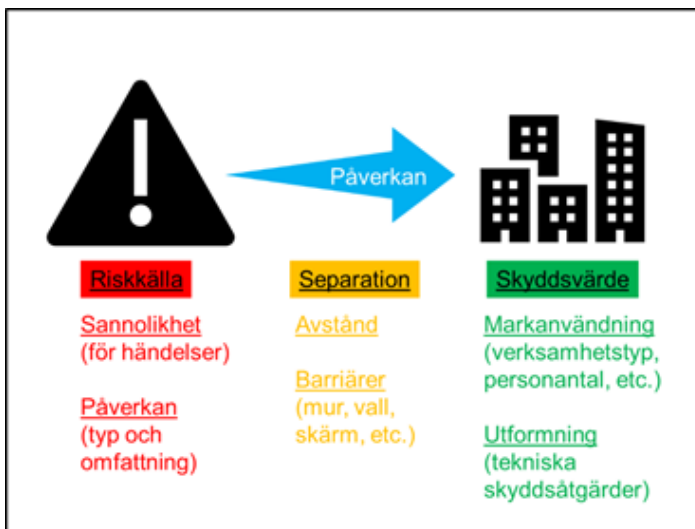 Påverkan
Riskkälla
Sannolikhet
(för händelser)
Påverkan
(typ och
omfattning)
Separation
Avstånd
Barriärer
(mur, vall,
skärm, etc.)
Skyddsvärde
Markanvändning
(verksamhetstyp,
personantal, etc.)
Utformning
(tekniska
skyddsåtgärder)